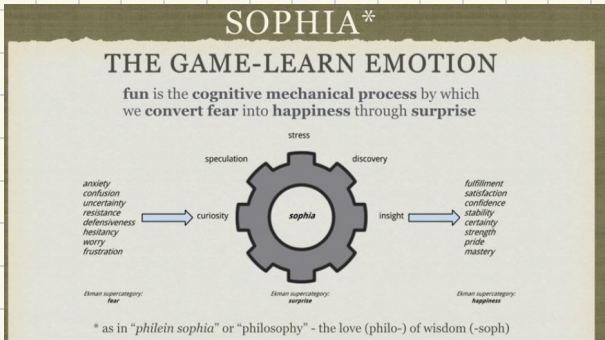 SOPHIA*
THE GAME-LEARN EMOTION
fun is the cognitive mechanical process by which
we convert fear into happiness through surprise
stress
speculation
discovery
anxiety
confusion
uncertainty
resistance
defensiveness
hesitancy
worry
frustration
curiosity
sophia
insight
fulfillment
satisfaction
confidence
stability
certainty
strength
pride
mastery
Ekman supercategory:
fear
Ekman supercategory:
surprise
Ekman supercategory:
happiness
* as in “philein sophia” or “philosophy” - the love (philo-) of wisdom (-soph)